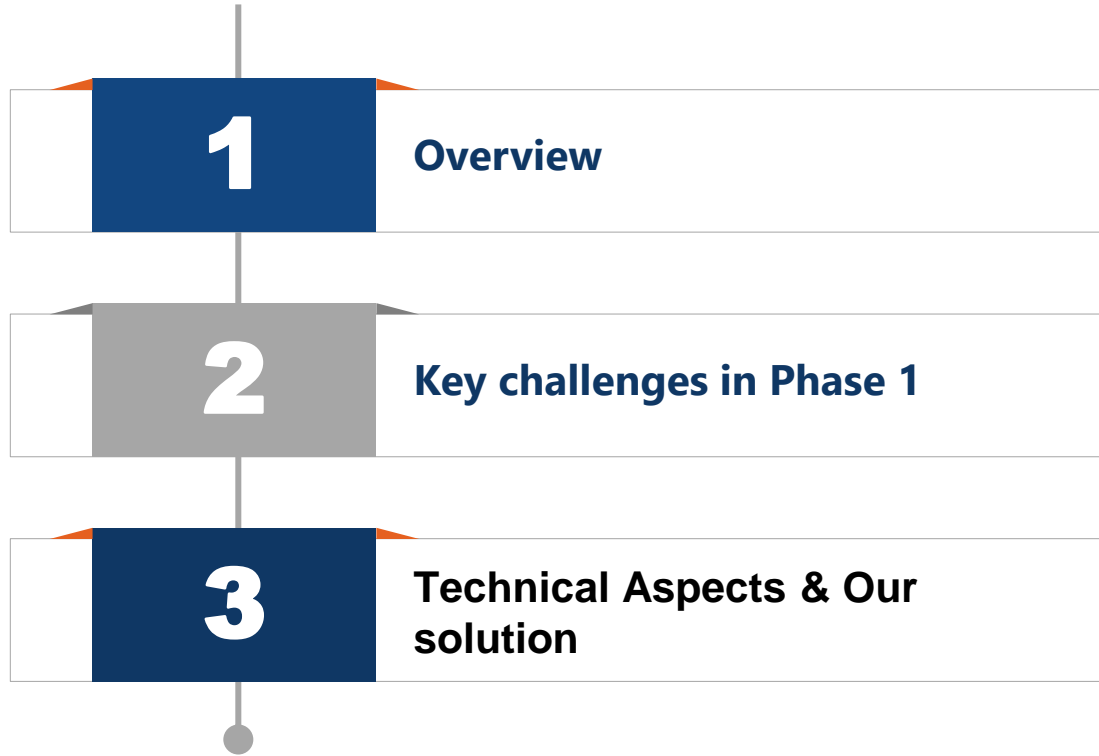 1
Overview
2
Key challenges in Phase 1
3
Technical Aspects & Our
solution